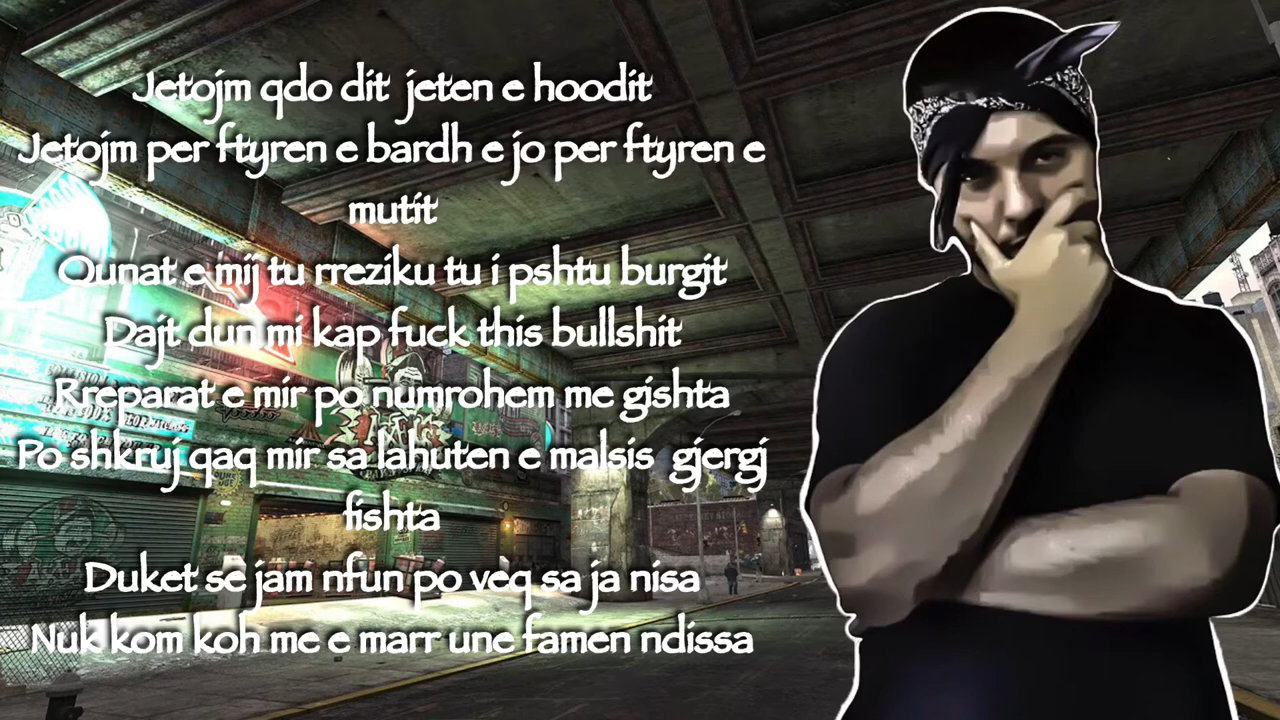 Jetojm qdo dit jeten e hoodit
Jetojm per ftyren e bardh e jo per ftyren e
mutit
Qunat e mij tu rreziku tu i pshtu burgit
Dajt dun mi kap fuck this bullshit
Rreparat e mir po numrohem me gishta
Po shkruj qaq mir sa lahuten e malsis gjergj
fishta
Duket se jam nfun po veq sa ja nisa
Nuk kom koh me e marr une famen ndissa